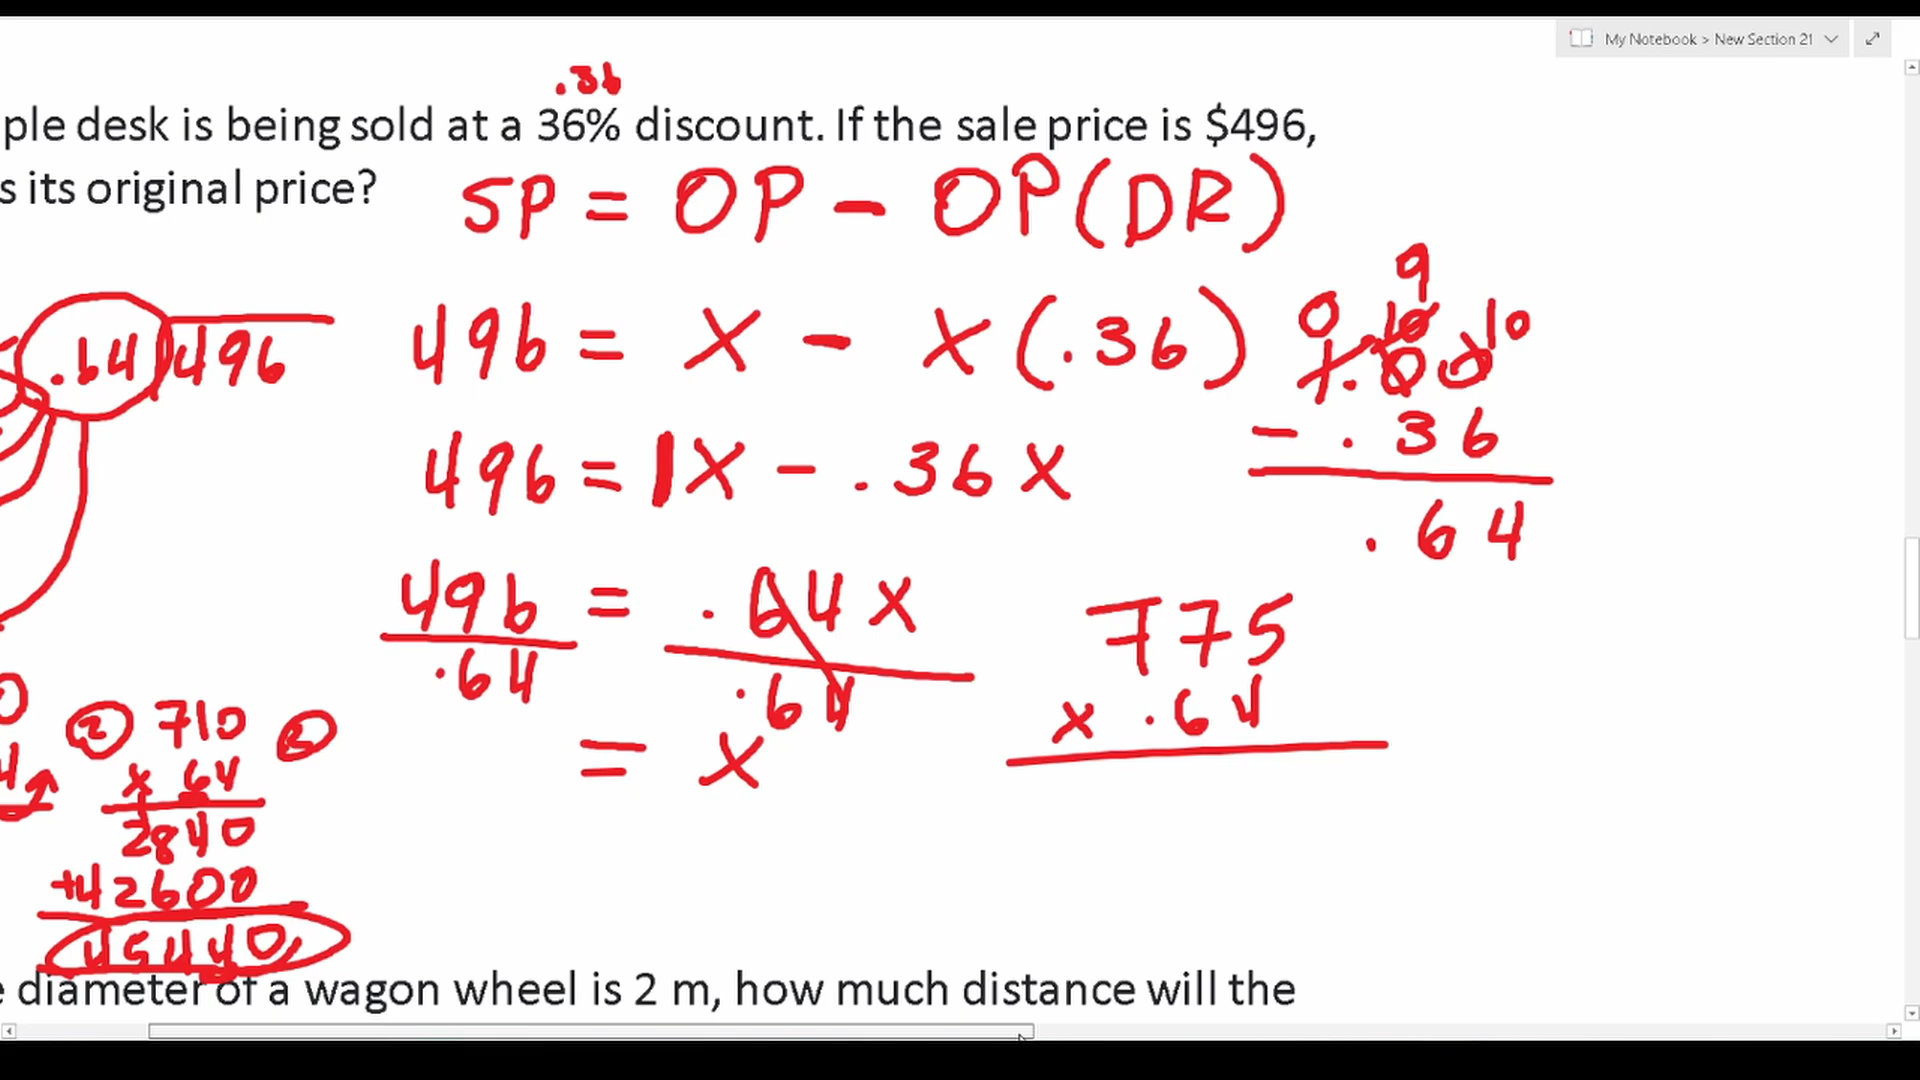 My Notebook > New Section 21
.36
ple desk is being sold at a 36% discount. If the sale price is $496,
s its original price?
SP = OP - OP(DR)
.64 496
496 = X - X(.36)
0 9 10 10
1.00
- .36
.64
496 = 1X - .36X
496 = .64X
.64 .64
= X
775
x .64
2 710
x 64
2840
+42600
45440
e diameter of a wagon wheel is 2 m, how much distance will the